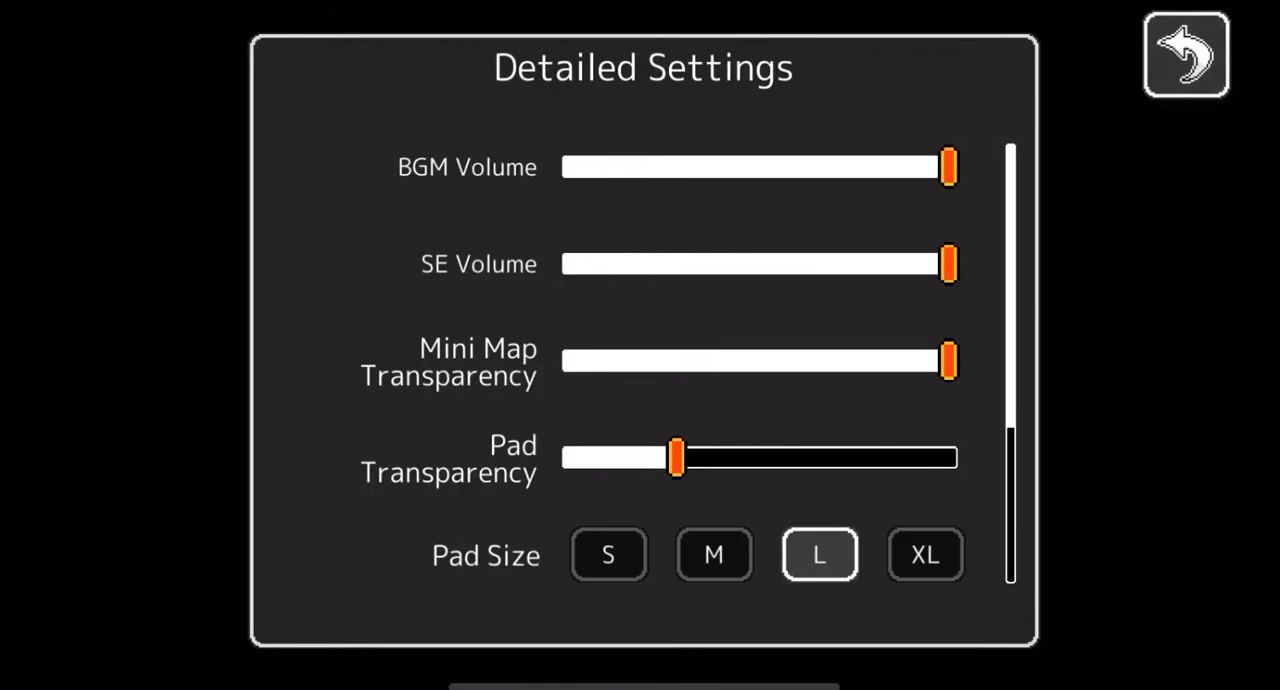 Detailed Settings
BGM Volume
SE Volume
Mini Map
Transparency
Pad
Transparency
Pad Size S M L XL